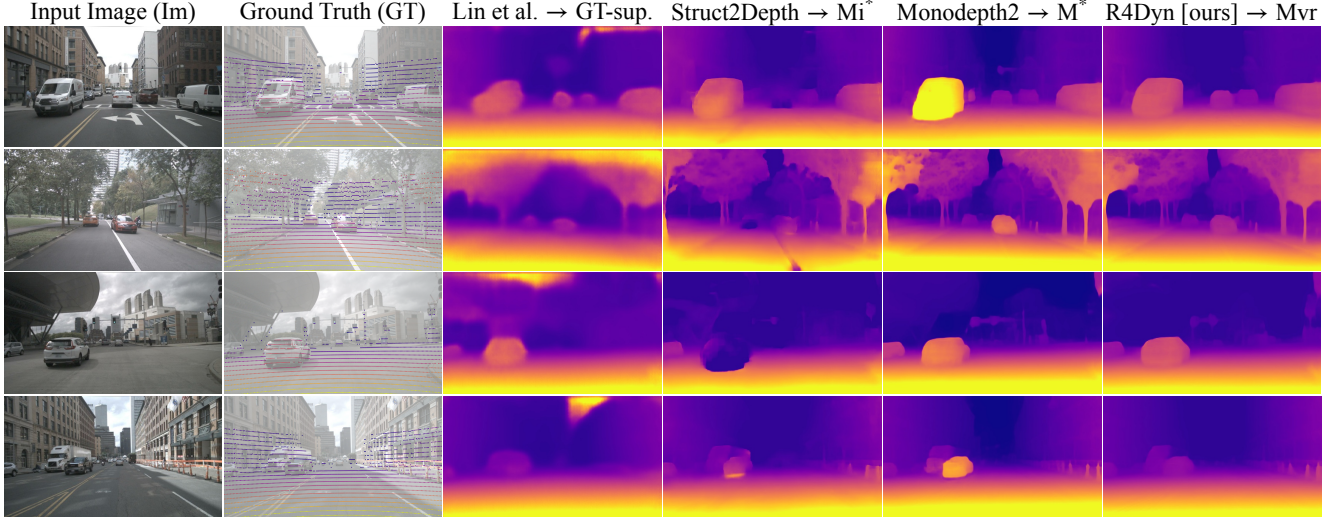 Input Image (Im) Ground Truth (GT) Lin et al. → GT-sup. Struct2Depth → Mi* Monodepth2 → M* R4Dyn [ours] → Mvr